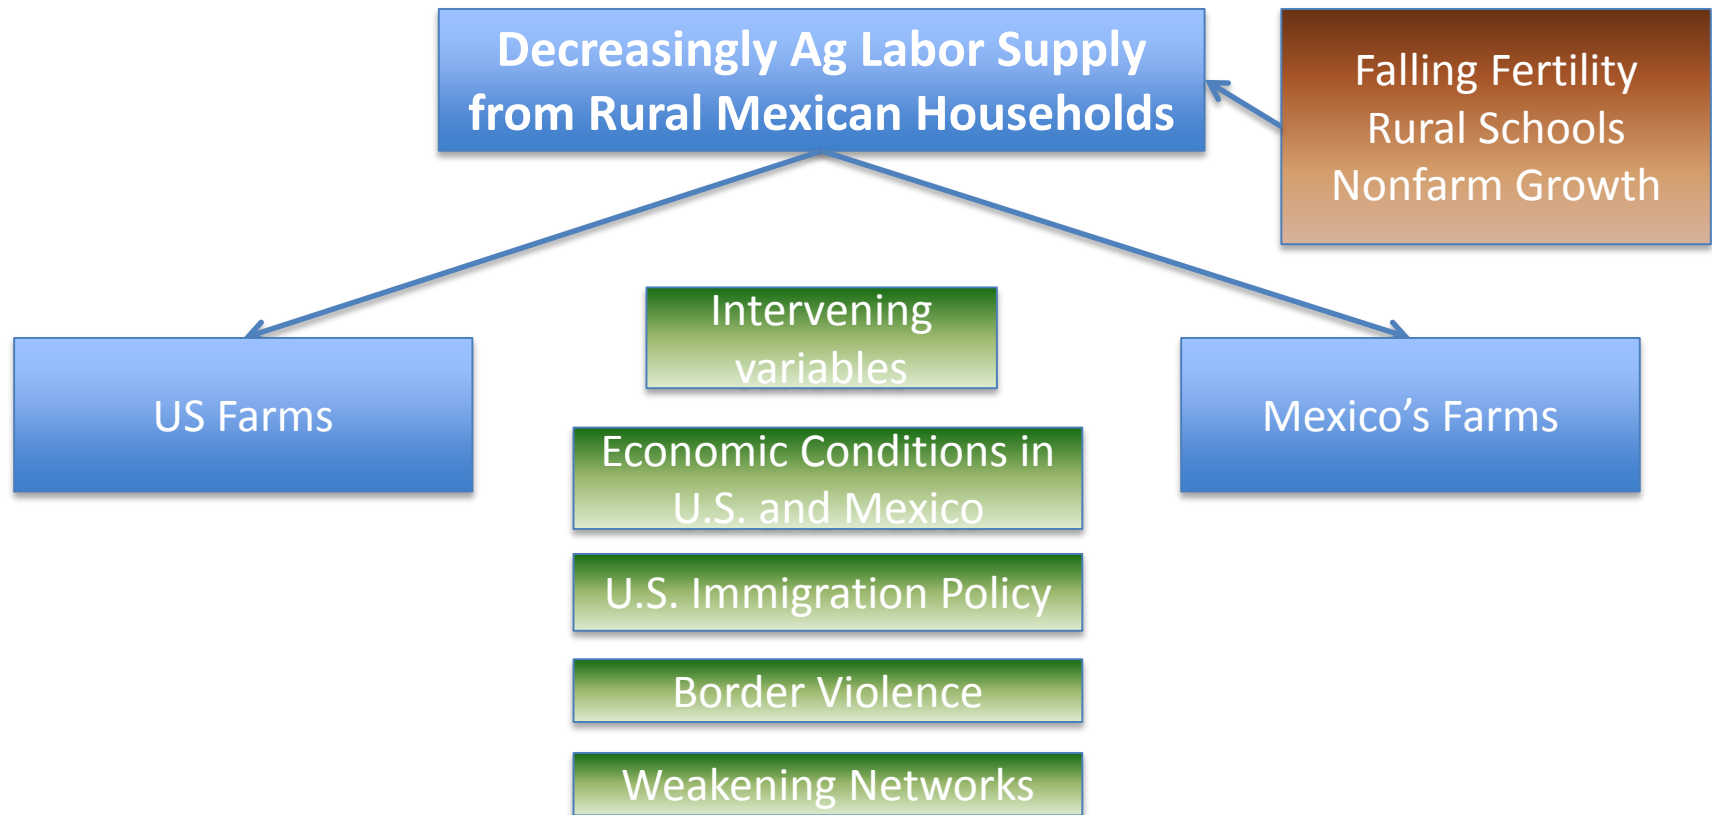 Decreasingly Ag Labor Supply
from Rural Mexican Households
Falling Fertility
Rural Schools
Nonfarm Growth
Intervening
variables
US Farms
Mexico’s Farms
Economic Conditions in
U.S. and Mexico
U.S. Immigration Policy
Border Violence
Weakening Networks